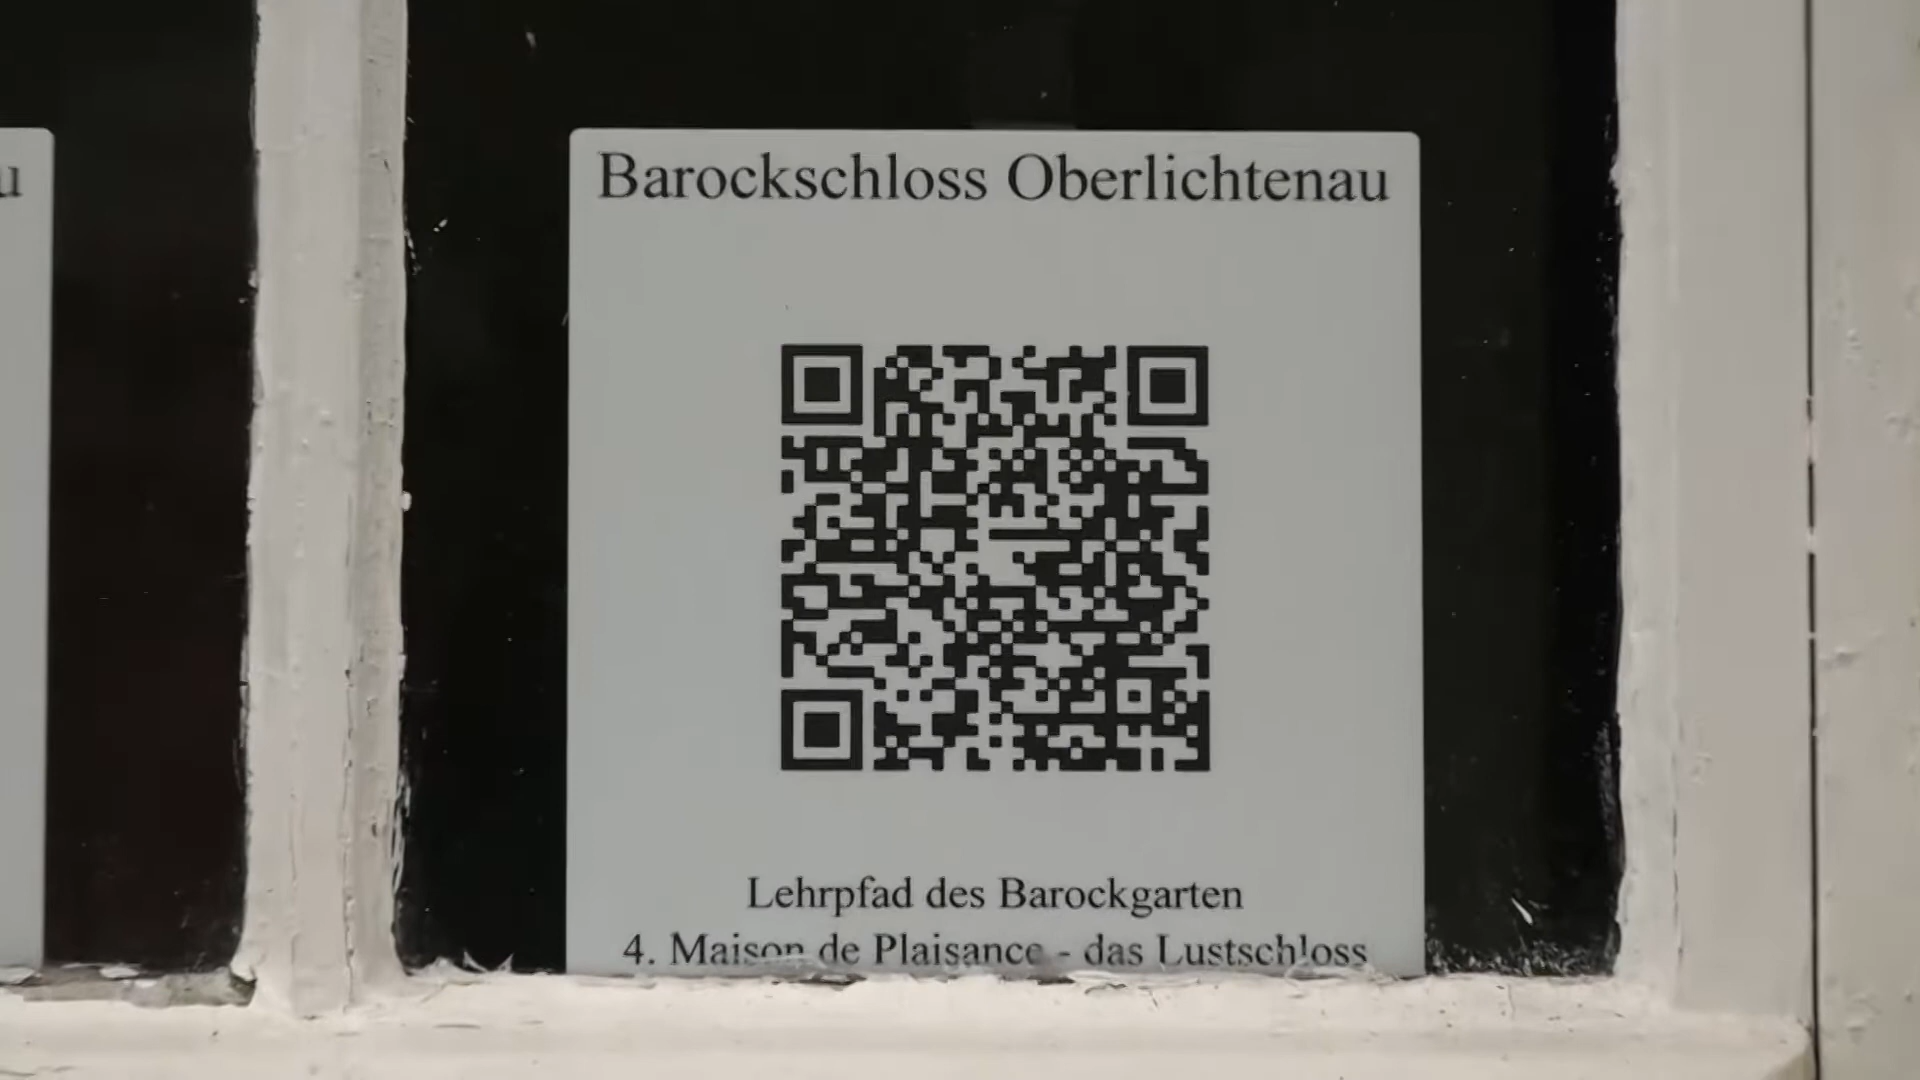 Barockschloss Oberlichtenau
u
Lehrpfad des Barockgarten
4. Maison de Plaisance - das Lustschloss